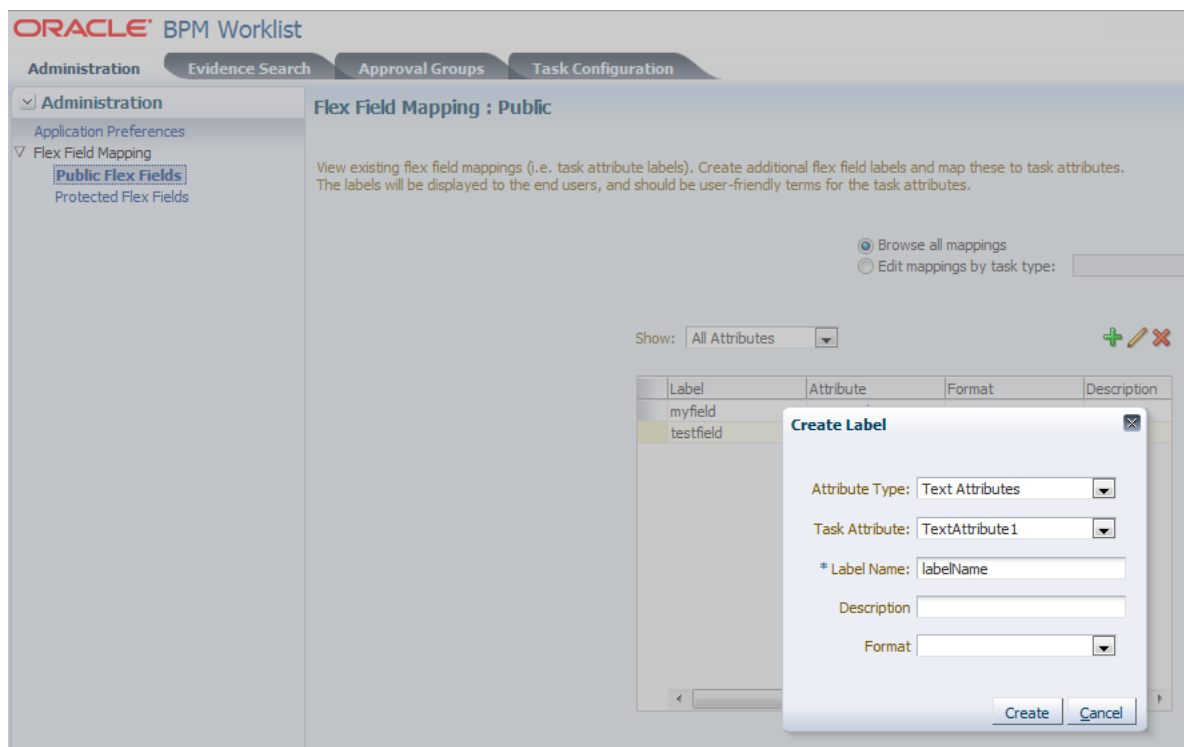 ORACLE BPM Worklist
Administration Evidence Search Approval Groups Task Configuration
Administration
Application Preferences
Flex Field Mapping
Public Flex Fields
Protected Flex Fields
Flex Field Mapping : Public
View existing flex field mappings (i.e. task attribute labels). Create additional flex field labels and map these to task attributes.
The labels will be displayed to the end users, and should be user-friendly terms for the task attributes.
Browse all mappings
Edit mappings by task type:
Show: All Attributes
Label Attribute Format Description
myfield
testfield
Create Label
Attribute Type: Text Attributes
Task Attribute: TextAttribute1
* Label Name: labelName
Description
Format
Create Cancel